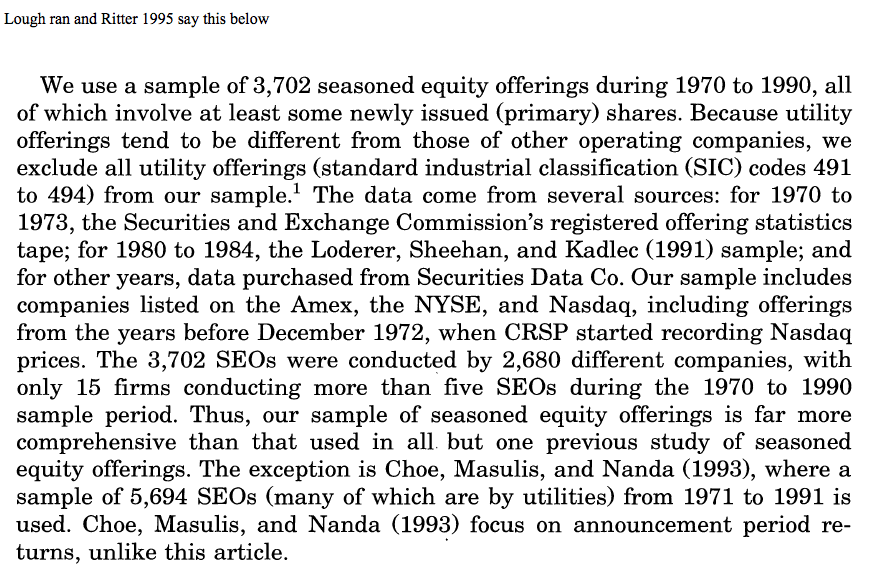 Lough ran and Ritter 1995 say this below
We use a sample of 3,702 seasoned equity offerings during 1970 to 1990, all
of which involve at least some newly issued (primary) shares. Because utility
offerings tend to be different from those of other operating companies, we
exclude all utility offerings (standard industrial classification (SIC) codes 491
to 494) from our sample.¹ The data come from several sources: for 1970 to
1973, the Securities and Exchange Commission's registered offering statistics
tape; for 1980 to 1984, the Loderer, Sheehan, and Kadlec (1991) sample; and
for other years, data purchased from Securities Data Co. Our sample includes
companies listed on the Amex, the NYSE, and Nasdaq, including offerings
from the years before December 1972, when CRSP started recording Nasdaq
prices. The 3,702 SEOs were conducted by 2,680 different companies, with
only 15 firms conducting more than five SEOs during the 1970 to 1990
sample period. Thus, our sample of seasoned equity offerings is far more
comprehensive than that used in all but one previous study of seasoned
equity offerings. The exception is Choe, Masulis, and Nanda (1993), where a
sample of 5,694 SEOs (many of which are by utilities) from 1971 to 1991 is
used. Choe, Masulis, and Nanda (1993) focus on announcement period re-
turns, unlike this article.